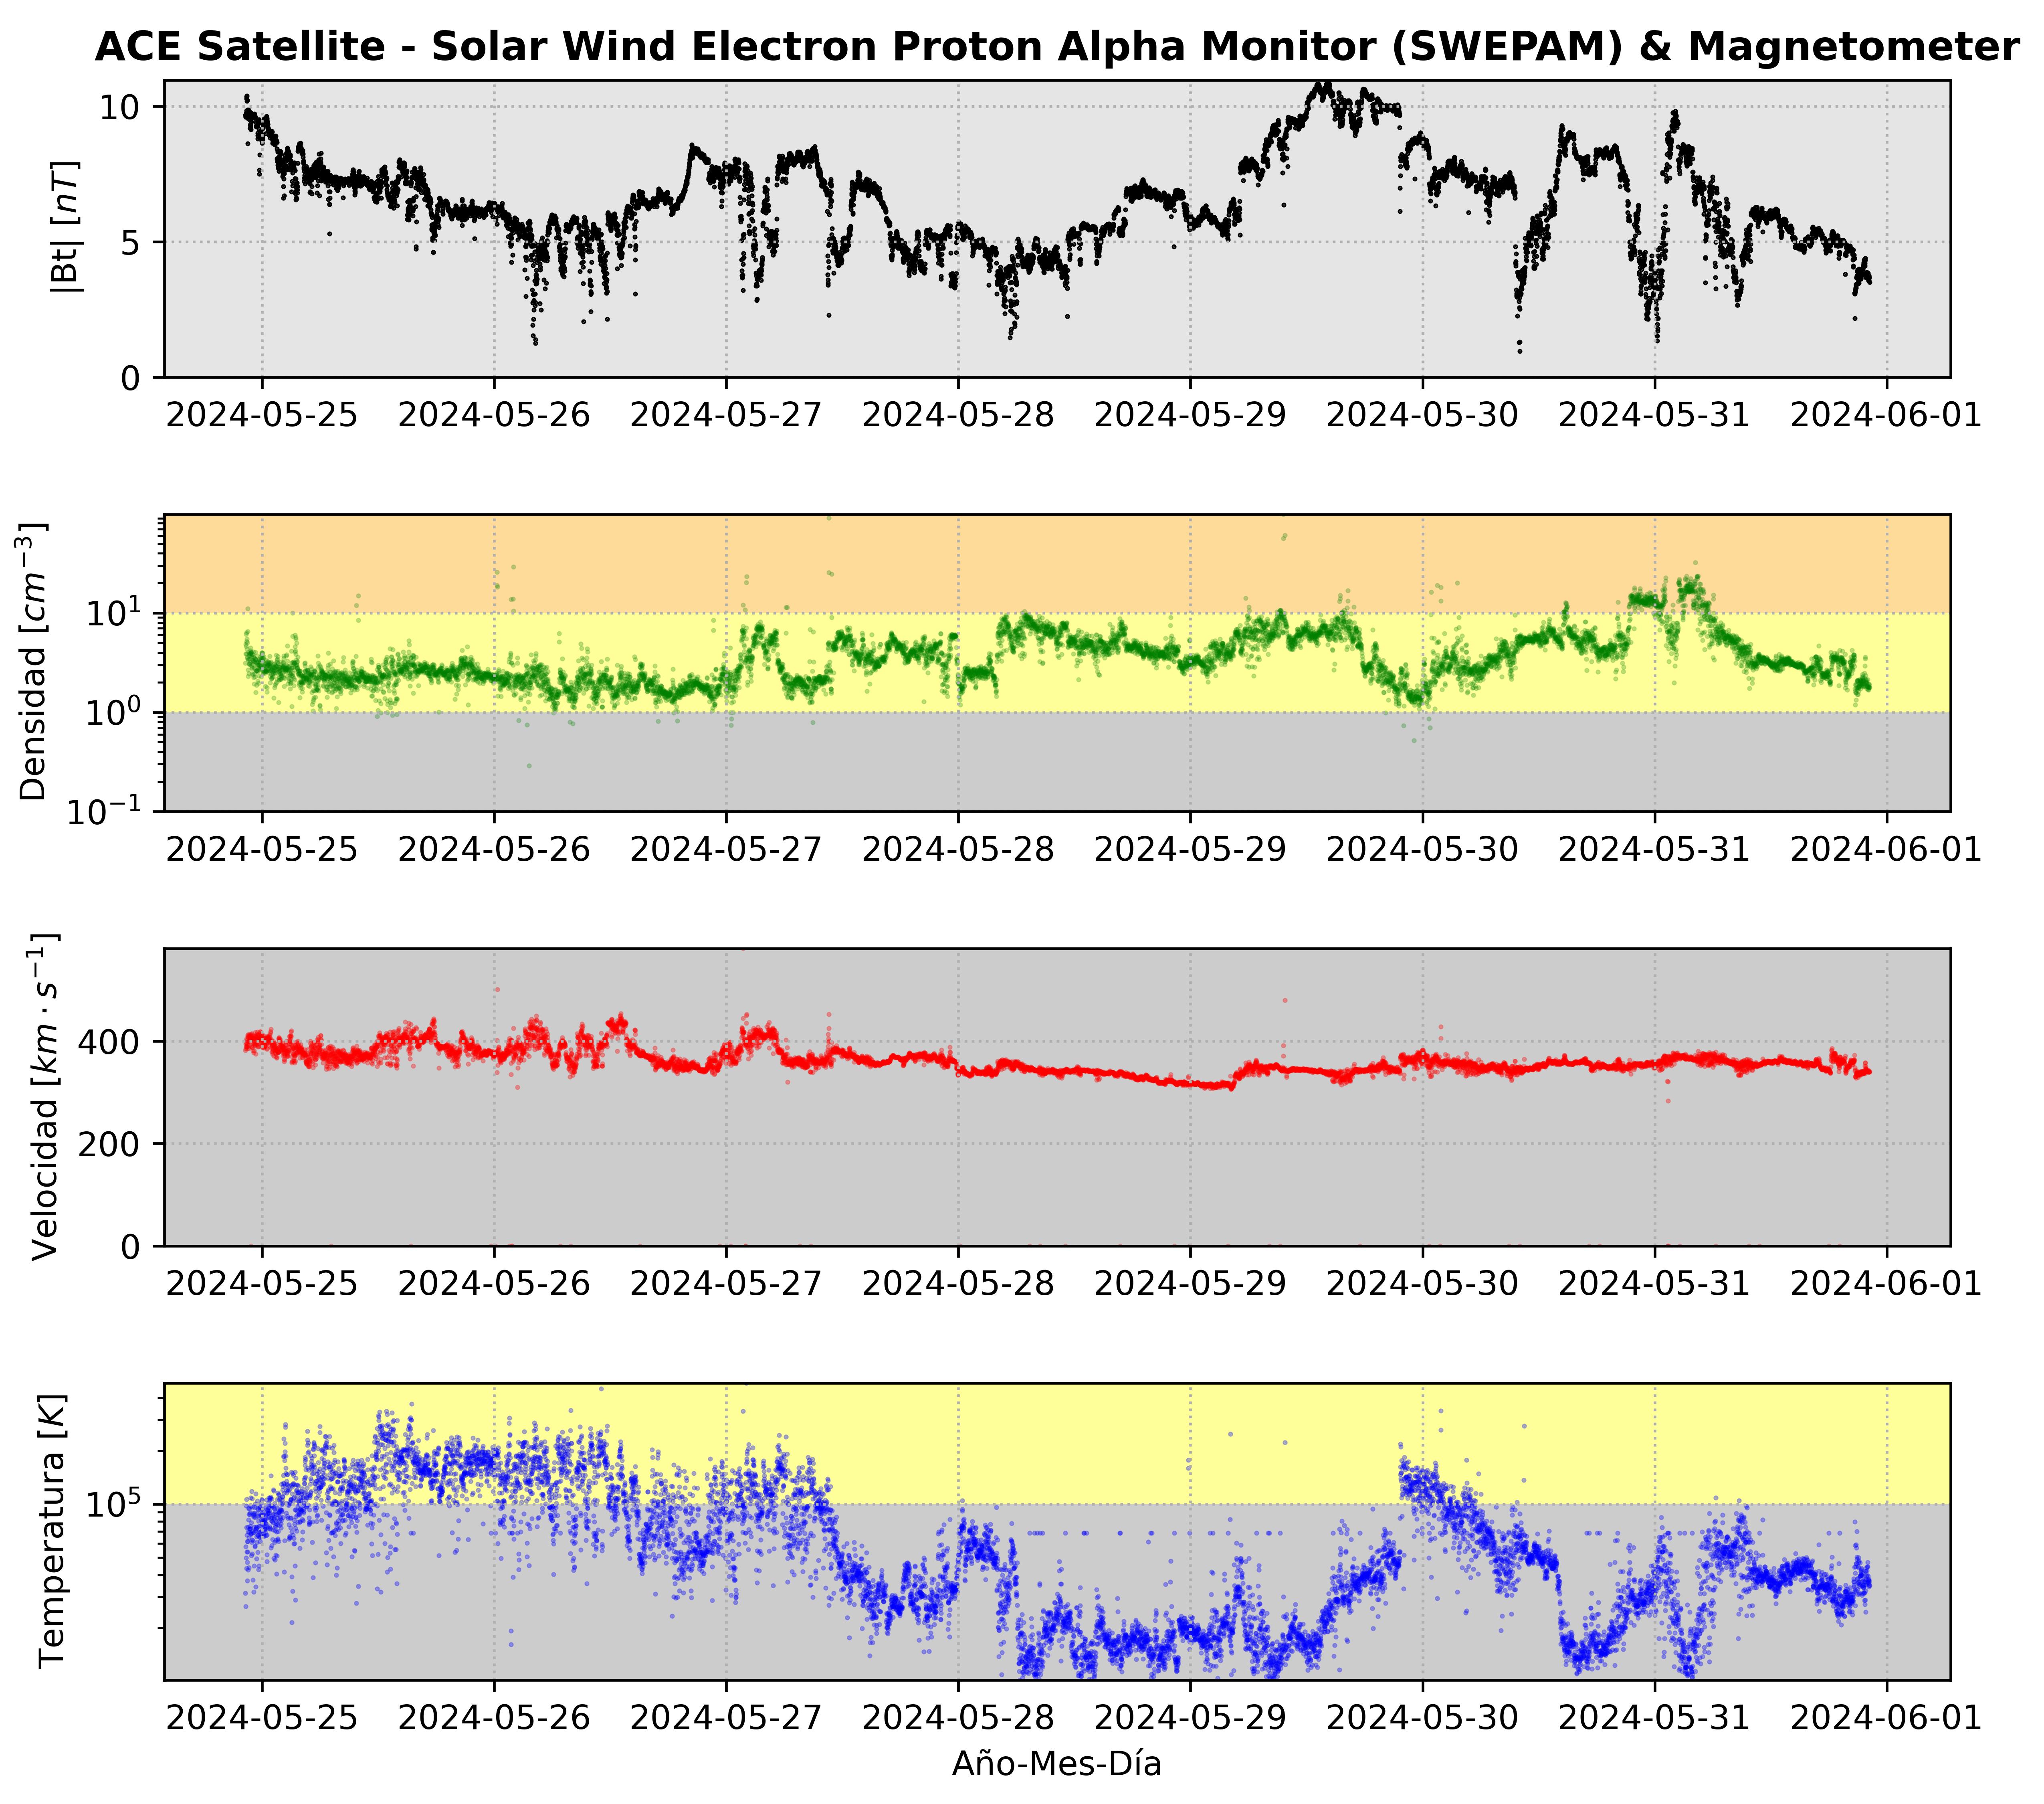 ACE Satellite - Solar Wind Electron Proton Alpha Monitor (SWEPAM) & Magnetometer
|Bt| [nT]
10
5
0
2024-05-25 2024-05-26 2024-05-27 2024-05-28 2024-05-29 2024-05-30 2024-05-31 2024-06-01
Densidad [cm⁻³]
10¹
10⁰
10⁻¹
2024-05-25 2024-05-26 2024-05-27 2024-05-28 2024-05-29 2024-05-30 2024-05-31 2024-06-01
Velocidad [km · s⁻¹]
400
200
0
2024-05-25 2024-05-26 2024-05-27 2024-05-28 2024-05-29 2024-05-30 2024-05-31 2024-06-01
Temperatura [K]
10⁵
2024-05-25 2024-05-26 2024-05-27 2024-05-28 2024-05-29 2024-05-30 2024-05-31 2024-06-01
Año-Mes-Día